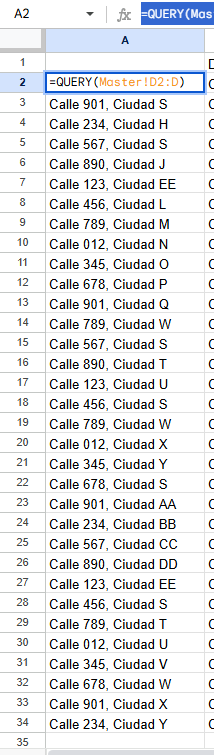 A2
fx
=QUERY(Mas
A
1
2 =QUERY(Master!D2:D)
3 Calle 901, Ciudad S
4 Calle 234, Ciudad H
5 Calle 567, Ciudad S
6 Calle 890, Ciudad J
7 Calle 123, Ciudad EE
8 Calle 456, Ciudad L
9 Calle 789, Ciudad M
10 Calle 012, Ciudad N
11 Calle 345, Ciudad O
12 Calle 678, Ciudad P
13 Calle 901, Ciudad Q
14 Calle 789, Ciudad W
15 Calle 567, Ciudad S
16 Calle 890, Ciudad T
17 Calle 123, Ciudad U
18 Calle 456, Ciudad S
19 Calle 789, Ciudad W
20 Calle 012, Ciudad X
21 Calle 345, Ciudad Y
22 Calle 678, Ciudad S
23 Calle 901, Ciudad AA
24 Calle 234, Ciudad BB
25 Calle 567, Ciudad CC
26 Calle 890, Ciudad DD
27 Calle 123, Ciudad EE
28 Calle 456, Ciudad S
29 Calle 789, Ciudad T
30 Calle 012, Ciudad U
31 Calle 345, Ciudad V
32 Calle 678, Ciudad W
33 Calle 901, Ciudad X
34 Calle 234, Ciudad Y
35